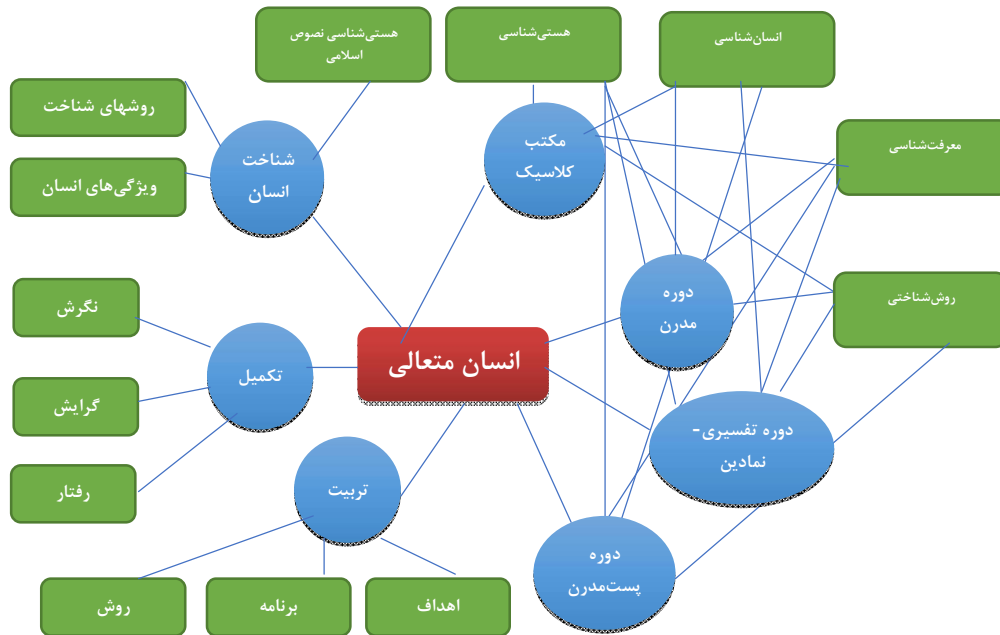 انسان‌شناسی
هستی‌شناسی
هستی‌شناسی نصوص
اسلامی
روشهای شناخت
معرفت‌شناسی
مکتب
کلاسیک
شناخت
انسان
ویژگی‌های انسان
روش‌شناختی
دوره
مدرن
نگرش
انسان متعالی
تکمیل
گرایش
دوره تفسیری-
نمادین
تربیت
رفتار
دوره
پست‌مدرن
اهداف
برنامه
روش